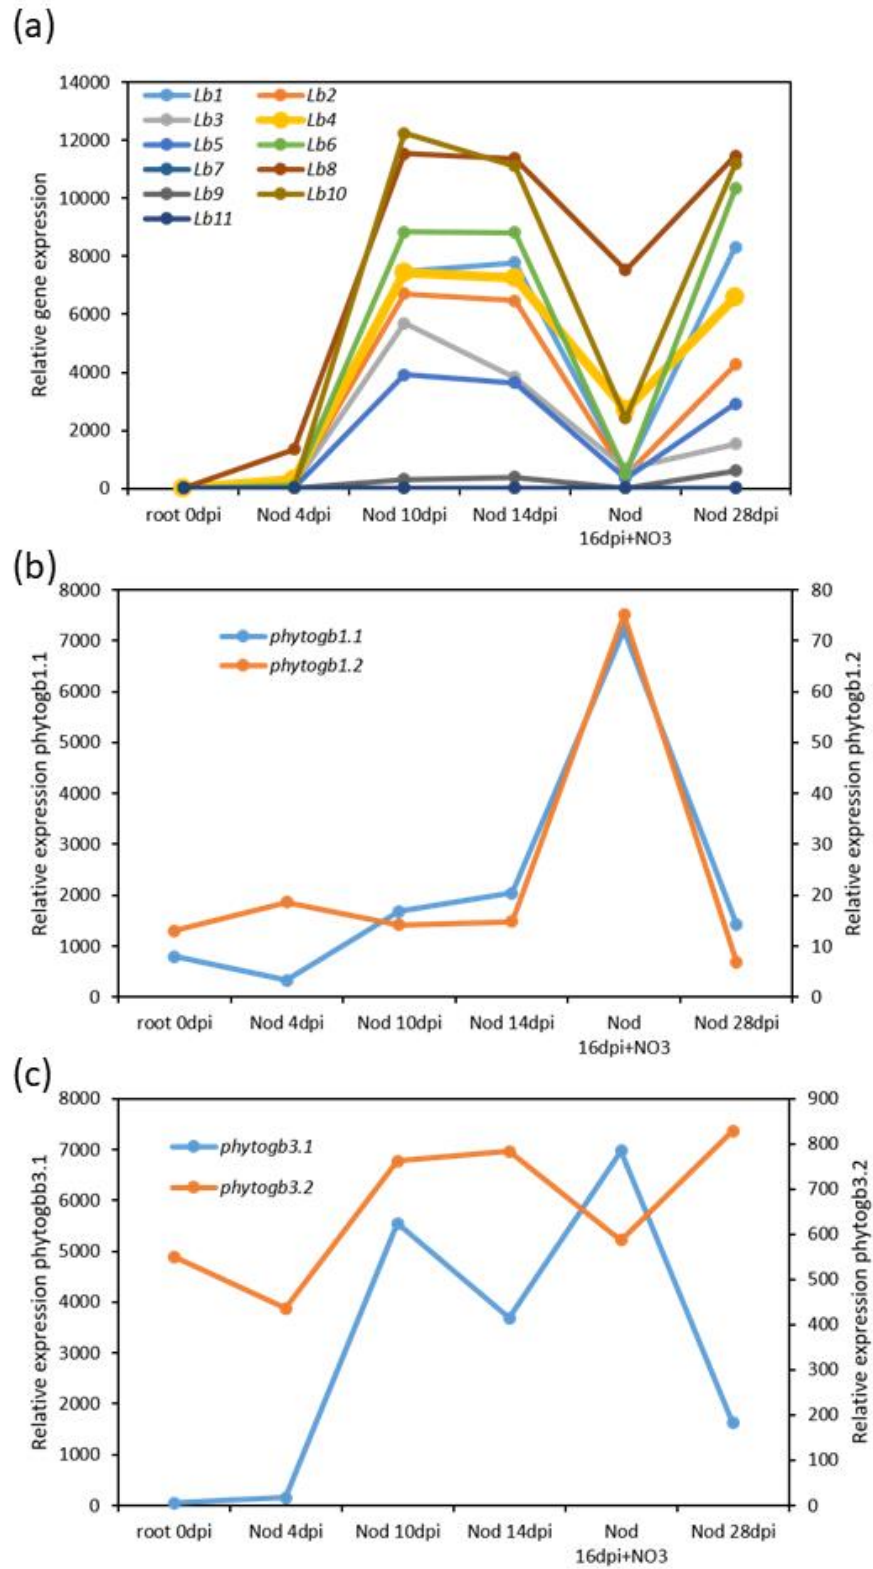 (a)
Relative gene expression
14000
12000
10000
8000
6000
4000
2000
0
Lb1 Lb2
Lb3 Lb4
Lb5 Lb6
Lb7 Lb8
Lb9 Lb10
Lb11
root 0dpi Nod 4dpi Nod 10dpi Nod 14dpi Nod Nod 28dpi
16dpi+NO3
(b)
Relative expression phytogb1.1
8000
7000
6000
5000
4000
3000
2000
1000
0
phytogb1.1
phytogb1.2
80
70
60
50
40
30
20
10
0
Relative expression phytogb1.2
root 0dpi Nod 4dpi Nod 10dpi Nod 14dpi Nod Nod 28dpi
16dpi+NO3
(c)
Relative expression phytogbb3.1
8000
7000
6000
5000
4000
3000
2000
1000
0
phytogb3.1
phytogb3.2
900
800
700
600
500
400
300
200
100
0
Relative expression phytogb3.2
root 0dpi Nod 4dpi Nod 10dpi Nod 14dpi Nod Nod 28dpi
16dpi+NO3